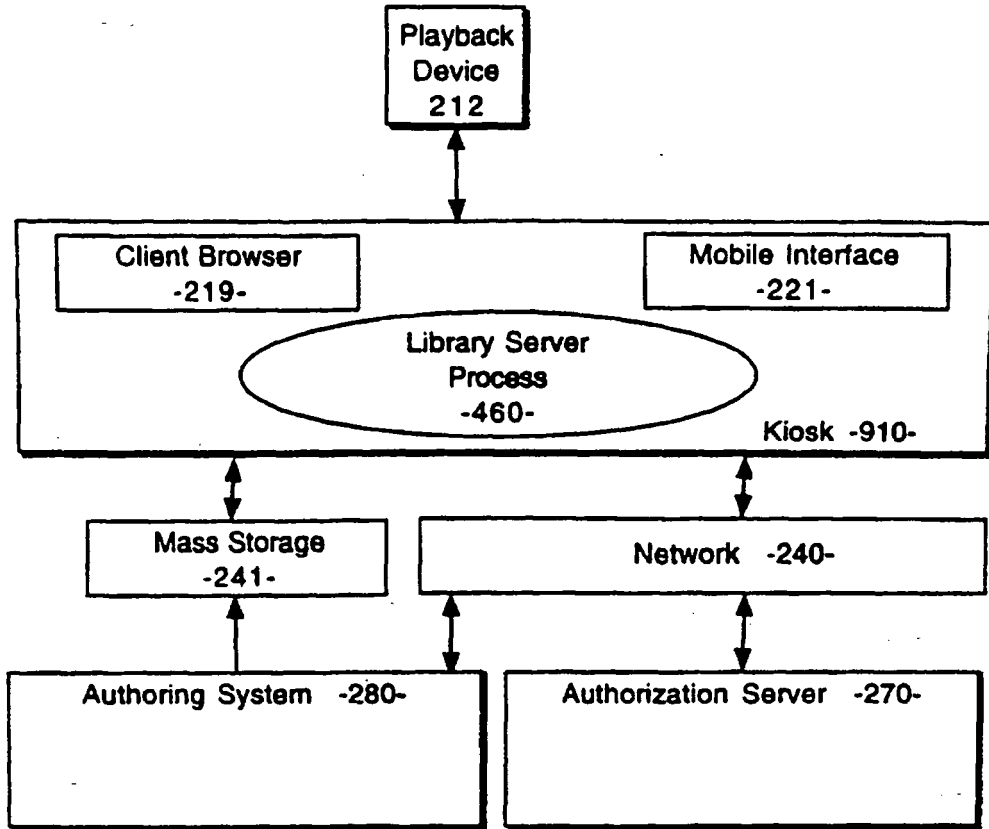 Playback
Device
212
Client Browser
-219-
Mobile Interface
-221-
Library Server
Process
-460-
Kiosk -910-
Mass Storage
-241-
Network -240-
Authoring System -280-
Authorization Server -270-